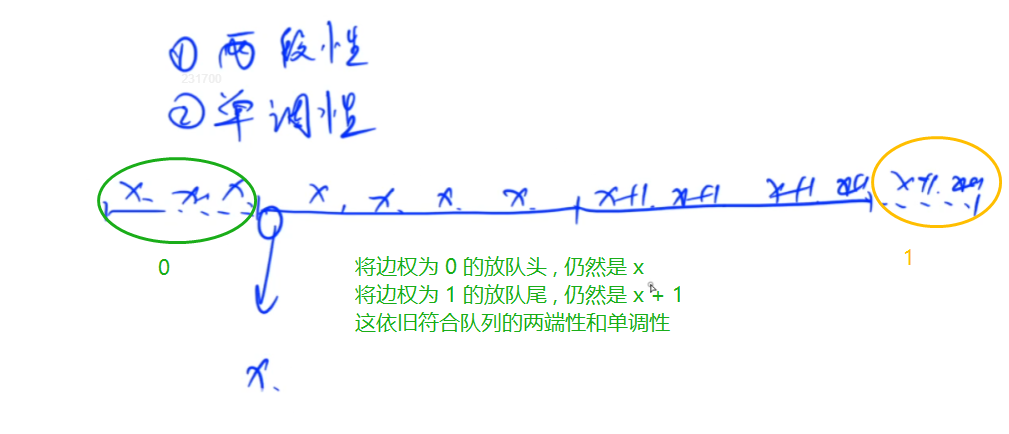 ① 两段性
231700
② 单调性
x. x. x x, x. x. x. x+1. x+1 x+1 x+1 x+1. x+1
0
1
将边权为 0 的放队头 , 仍然是 x
将边权为 1 的放队尾 , 仍然是 x + 1
这依旧符合队列的两端性和单调性
x.